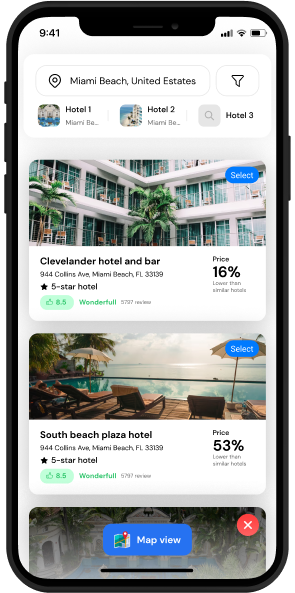 9:41
Miami Beach, United Estates
Hotel 1
Miami Be...
Hotel 2
Miami Be...
Hotel 3
Select
Clevelander hotel and bar
944 Collins Ave, Miami Beach, FL 33139
5-star hotel
8.5 Wonderfull 5797 review
Price
16%
Lower than
similar hotels
Select
South beach plaza hotel
944 Collins Ave, Miami Beach, FL 33139
5-star hotel
8.5 Wonderfull 5797 review
Price
53%
Lower than
similar hotels
Map view